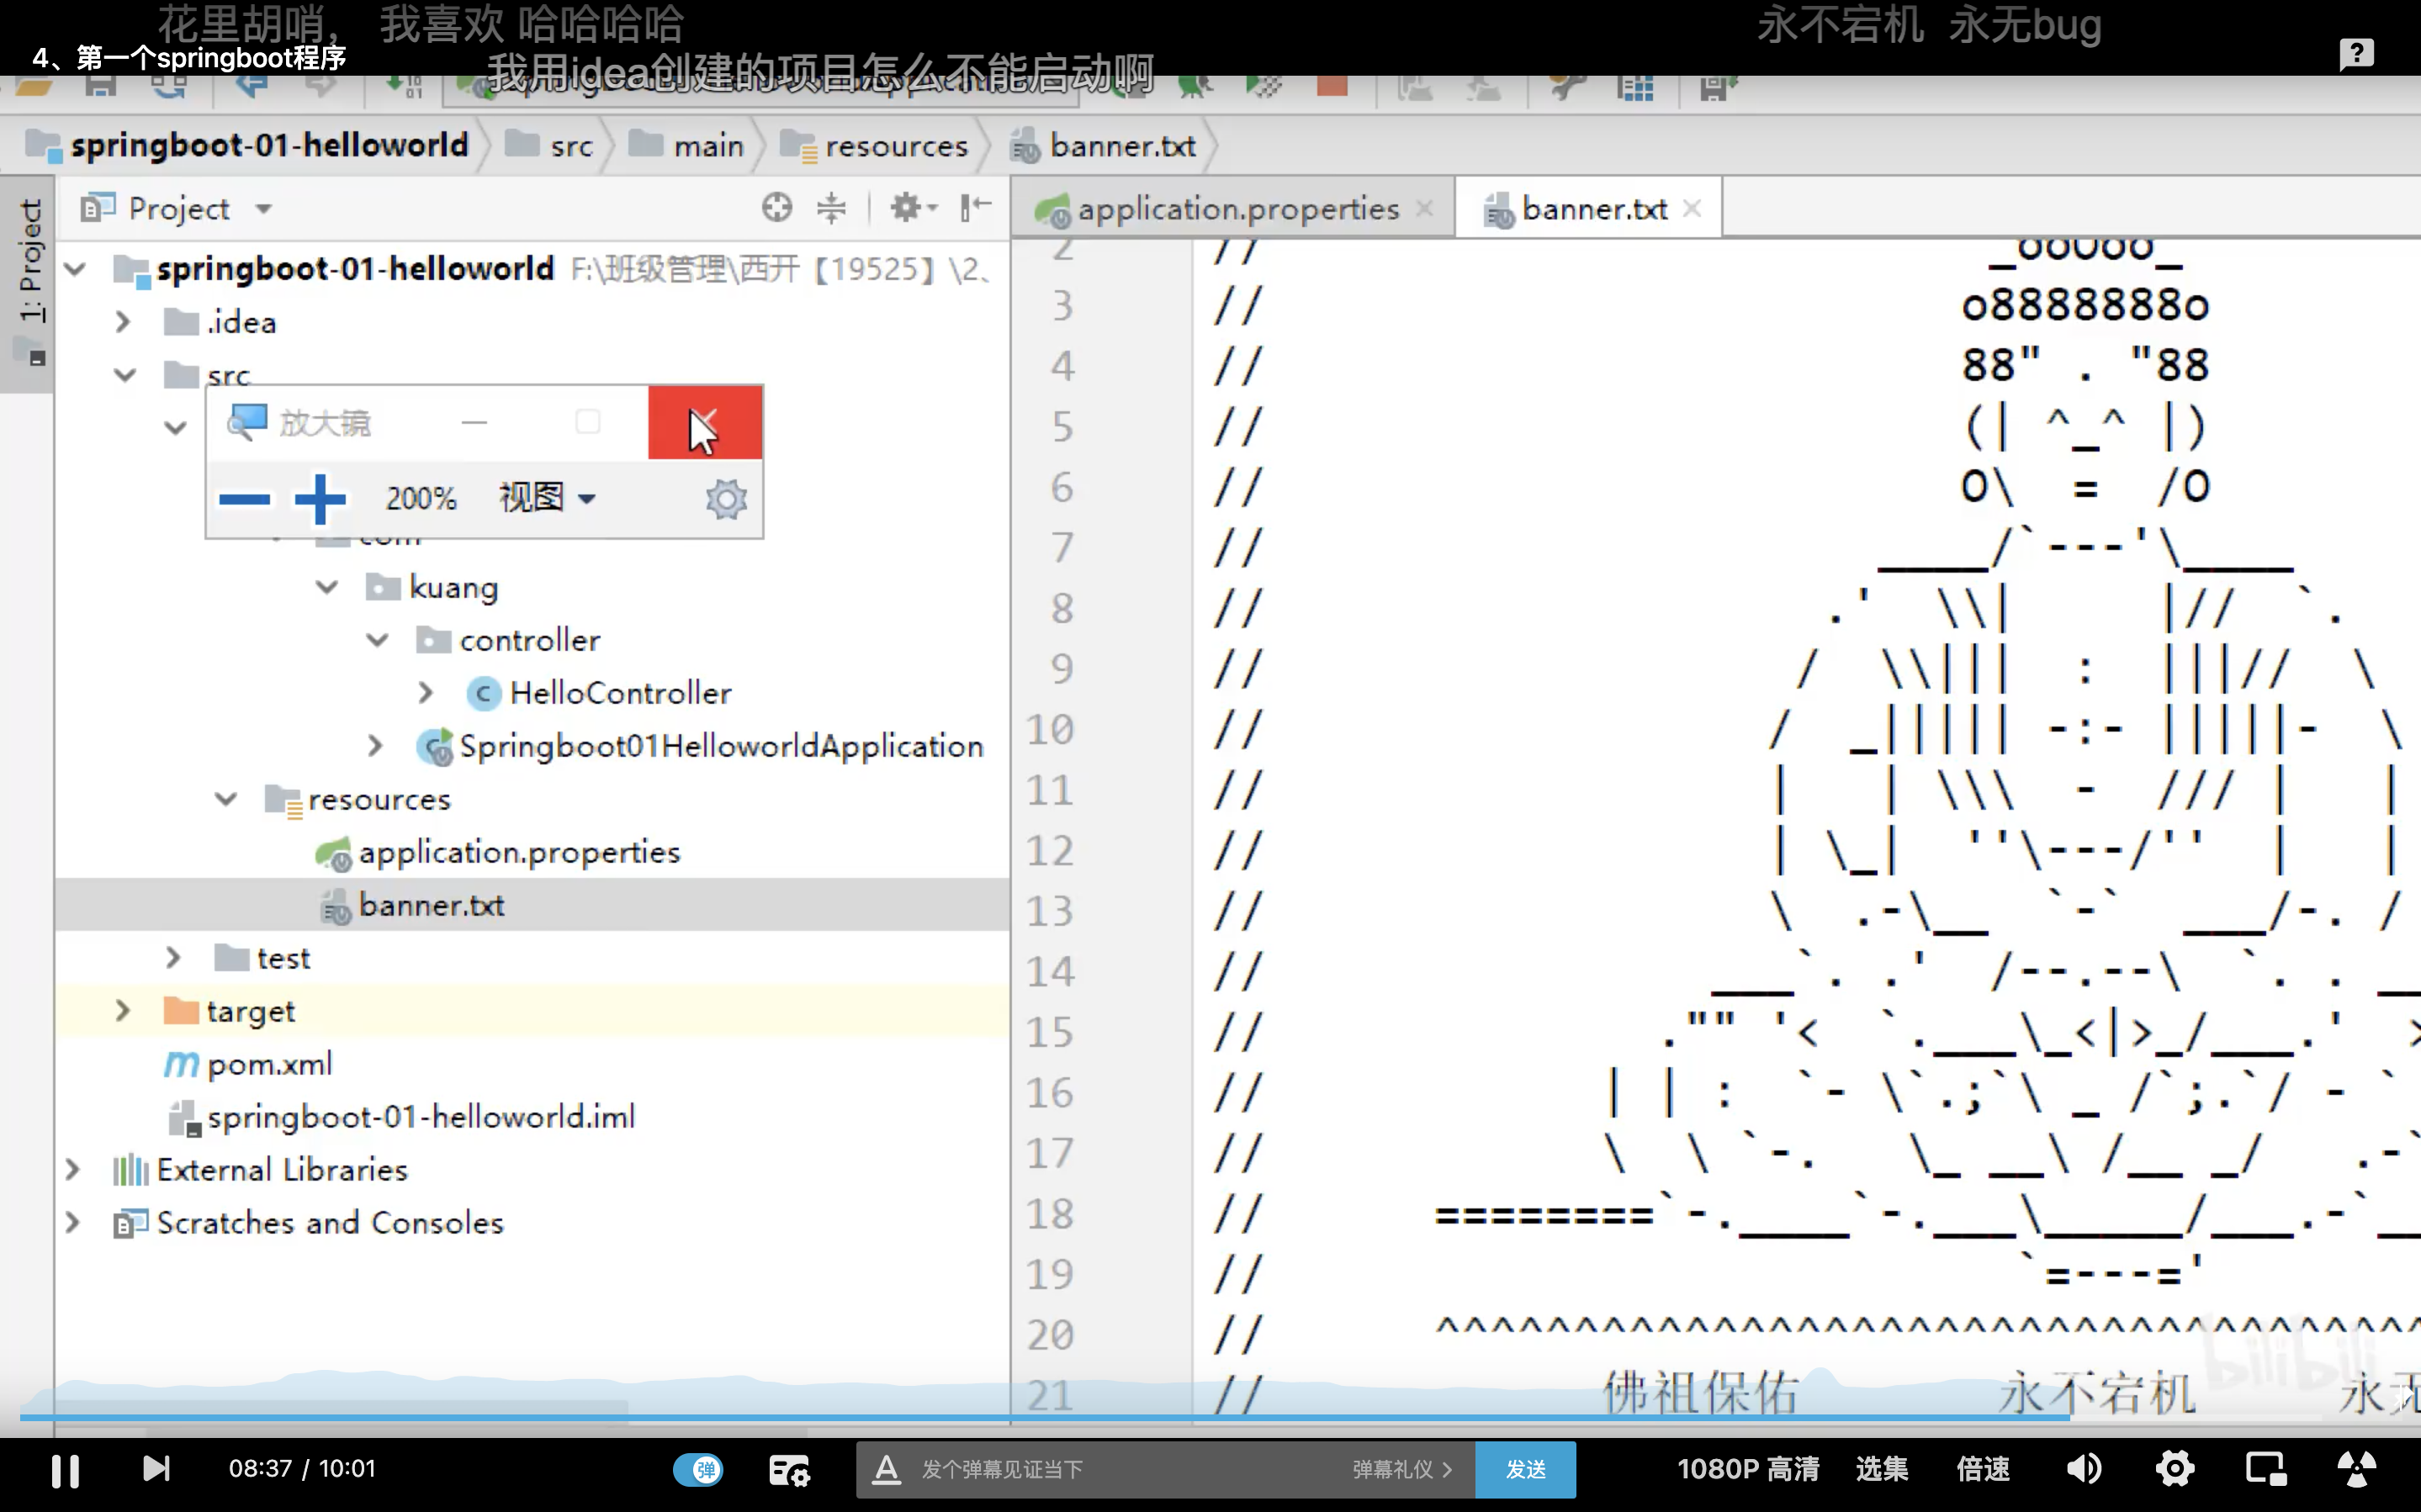 花里胡哨， 我喜欢 哈哈哈哈
永不宕机 永无bug
4、第一个springboot程序
我用idea创建的项目怎么不能启动啊
springboot-01-helloworld
src
main
resources
banner.txt
1: Project
Project
application.properties
banner.txt
springboot-01-helloworld F:\班级管理\西开【19525】\2、
.idea
src
放大镜
200% 视图
com
kuang
controller
HelloController
Springboot01HelloworldApplication
resources
application.properties
banner.txt
test
target
pom.xml
springboot-01-helloworld.iml
External Libraries
Scratches and Consoles
2 // _ooOoo_
3 // o8888888o
4 // 88" . "88
5 // (| ^_^ |)
6 // O\ = /O
7 // ____/`---'\____
8 // .' \\| |// `.
9 // / \\||| : |||// \
10 // / _||||| -:- |||||- \
11 // | | \\\ - /// | |
12 // | \_| ''\---/'' | |
13 // \ .-\__ `-` ___/-. /
14 // ___`. .' /--.--\ `. . __
15 // ."" '< `.___\_<|>_/___.' >
16 // | | : `- \`.;`\ _ /`;.`/ - `
17 // \ \ `-. \_ __\ /__ _/ .-`
18 // ========`-.____`-.___\_____/___.-`__
19 // `=---='
20 // ^^^^^^^^^^^^^^^^^^^^^^^^^^^^^^^^^^^^
21 // 佛祖保佑 永不宕机 永无
bilibili
08:37 / 10:01
弹
发个弹幕见证当下
弹幕礼仪 >
发送
1080P 高清
选集
倍速